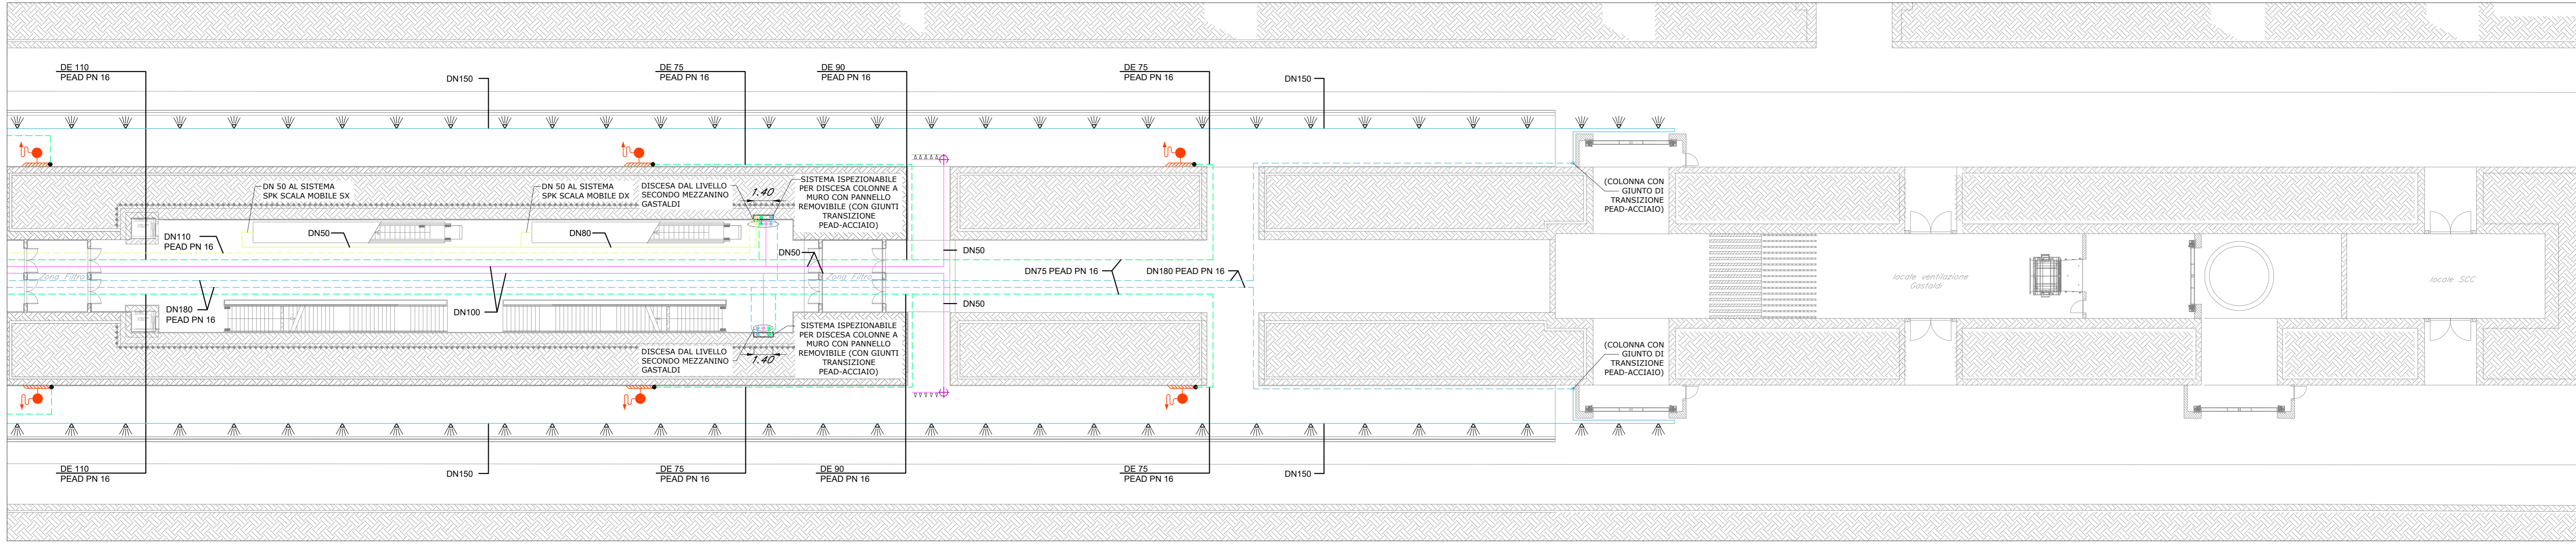 DE 110
PEAD PN 16
DN150
DE 75
PEAD PN 16
DE 90
PEAD PN 16
DE 75
PEAD PN 16
DN150
DN 50 AL SISTEMA
SPK SCALA MOBILE SX
DN 50 AL SISTEMA
SPK SCALA MOBILE DX
DISCESA DAL LIVELLO
SECONDO MEZZANINO
GASTALDI
1.40
SISTEMA ISPEZIONABILE
PER DISCESA COLONNE A
MURO CON PANNELLO
REMOVIBILE (CON GIUNTI
TRANSIZIONE
PEAD-ACCIAIO)
(COLONNA CON
GIUNTO DI
TRANSIZIONE
PEAD-ACCIAIO)
DN110
PEAD PN 16
DN50
DN80
DN50
DN50
Zona Filtro
Zona Filtro
DN75 PEAD PN 16
DN180 PEAD PN 16
locale ventilazione
Gastaldi
locale SCC
DN180
PEAD PN 16
DN100
DN50
DISCESA DAL LIVELLO
SECONDO MEZZANINO
GASTALDI
1.40
SISTEMA ISPEZIONABILE
PER DISCESA COLONNE A
MURO CON PANNELLO
REMOVIBILE (CON GIUNTI
TRANSIZIONE
PEAD-ACCIAIO)
(COLONNA CON
GIUNTO DI
TRANSIZIONE
PEAD-ACCIAIO)
DE 110
PEAD PN 16
DN150
DE 75
PEAD PN 16
DE 90
PEAD PN 16
DE 75
PEAD PN 16
DN150